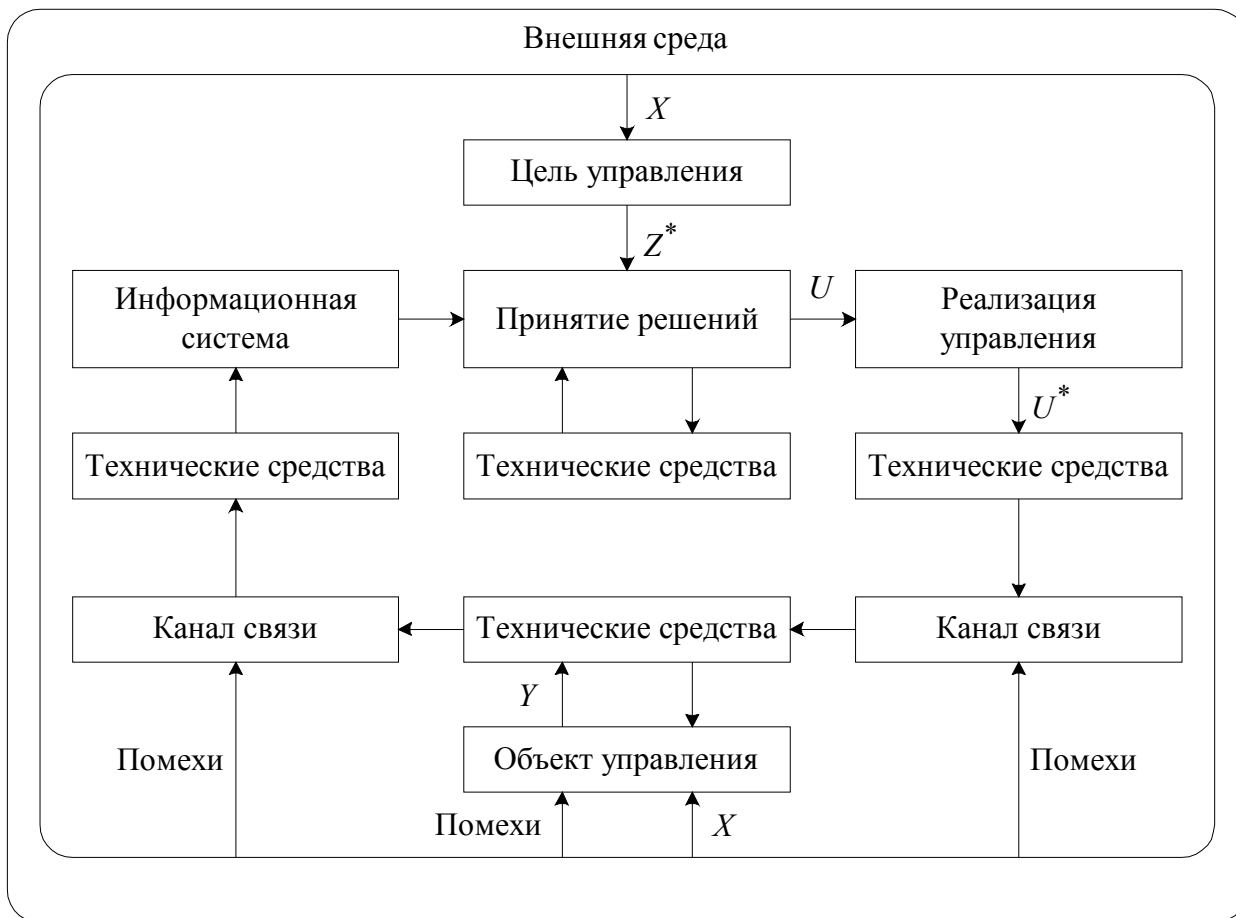 Внешняя среда
X
Цель управления
Z*
Информационная
система
Принятие решений
U
Реализация
управления
U*
Технические средства
Технические средства
Технические средства
Канал связи
Технические средства
Канал связи
Y
Помехи
Объект управления
Помехи
Помехи
X